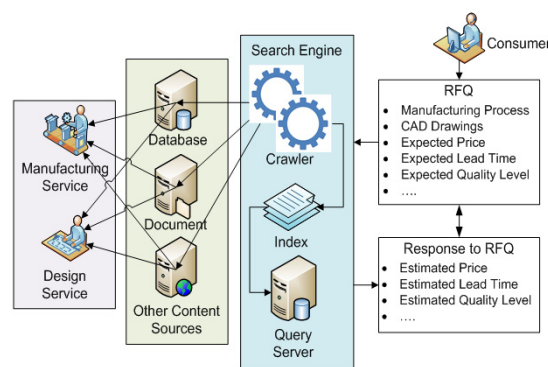 Manufacturing
Service
Design
Service
Database
Document
Other Content
Sources
Search Engine
Crawler
Index
Query
Server
Consumer
RFQ
• Manufacturing Process
• CAD Drawings
• Expected Price
• Expected Lead Time
• Expected Quality Level
• ....
Response to RFQ
• Estimated Price
• Estimated Lead Time
• Estimated Quality Level
• ....